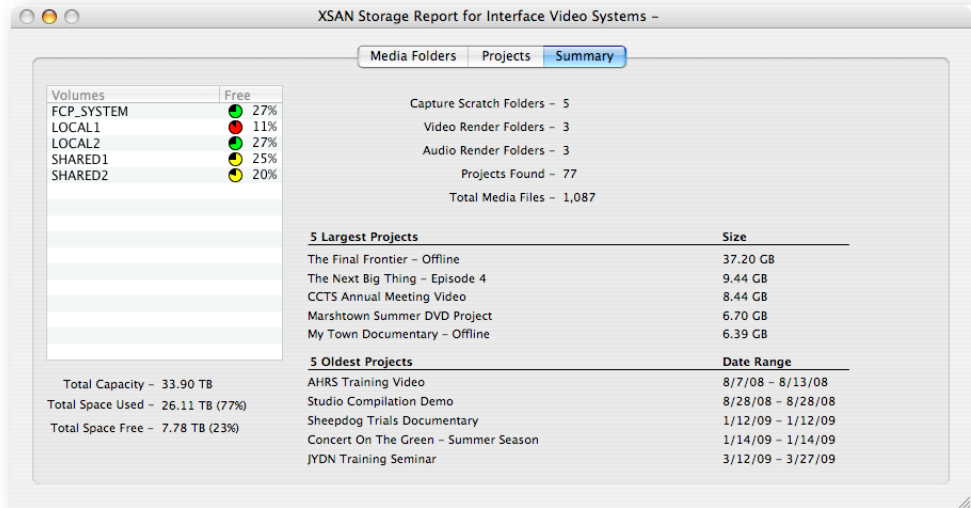 XSAN Storage Report for Interface Video Systems –
Media Folders Projects Summary
Volumes Free
FCP_SYSTEM 27%
LOCAL1 11%
LOCAL2 27%
SHARED1 25%
SHARED2 20%
Total Capacity – 33.90 TB
Total Space Used – 26.11 TB (77%)
Total Space Free – 7.78 TB (23%)
Capture Scratch Folders – 5
Video Render Folders – 3
Audio Render Folders – 3
Projects Found – 77
Total Media Files – 1,087
5 Largest Projects Size
The Final Frontier – Offline 37.20 GB
The Next Big Thing – Episode 4 9.44 GB
CCTS Annual Meeting Video 8.44 GB
Marshtown Summer DVD Project 6.70 GB
My Town Documentary – Offline 6.39 GB
5 Oldest Projects Date Range
AHRS Training Video 8/7/08 – 8/13/08
Studio Compilation Demo 8/28/08 – 8/28/08
Sheepdog Trials Documentary 1/12/09 – 1/12/09
Concert On The Green – Summer Season 1/14/09 – 1/14/09
JYDN Training Seminar 3/12/09 – 3/27/09